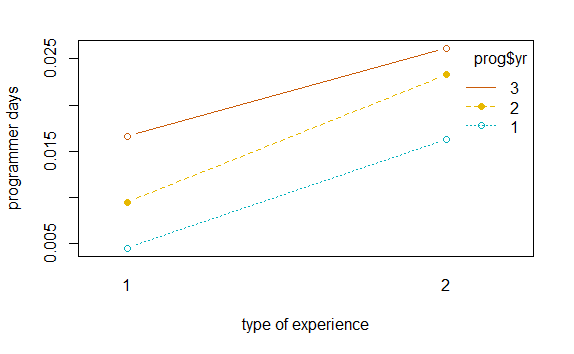 0.025
0.015
0.005
programmer days
prog$yr
3
2
1
1
2
type of experience